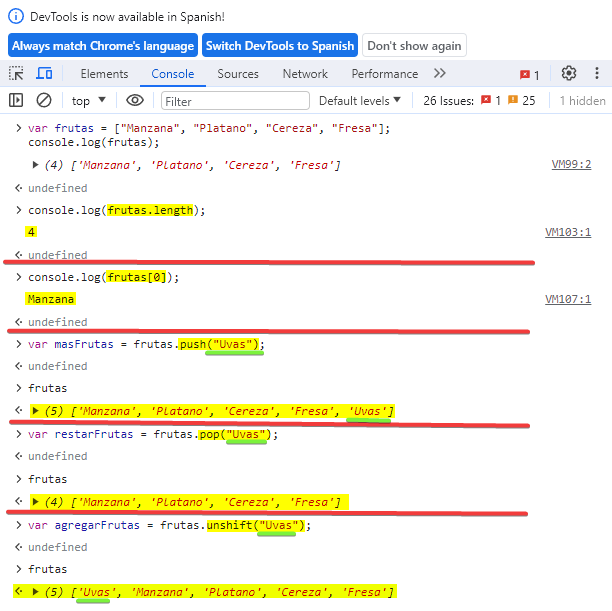 DevTools is now available in Spanish!
Always match Chrome's language Switch DevTools to Spanish Don't show again
Elements Console Sources Network Performance 1
top Filter Default levels 26 Issues: 1 25 1 hidden
var frutas = ["Manzana", "Platano", "Cereza", "Fresa"];
console.log(frutas);
(4) ['Manzana', 'Platano', 'Cereza', 'Fresa'] VM99:2
undefined
console.log(frutas.length);
4 VM103:1
undefined
console.log(frutas[0]);
Manzana VM107:1
undefined
var masFrutas = frutas.push("Uvas");
undefined
frutas
(5) ['Manzana', 'Platano', 'Cereza', 'Fresa', 'Uvas']
var restarFrutas = frutas.pop("Uvas");
undefined
frutas
(4) ['Manzana', 'Platano', 'Cereza', 'Fresa']
var agregarFrutas = frutas.unshift("Uvas");
undefined
frutas
(5) ['Uvas', 'Manzana', 'Platano', 'Cereza', 'Fresa']